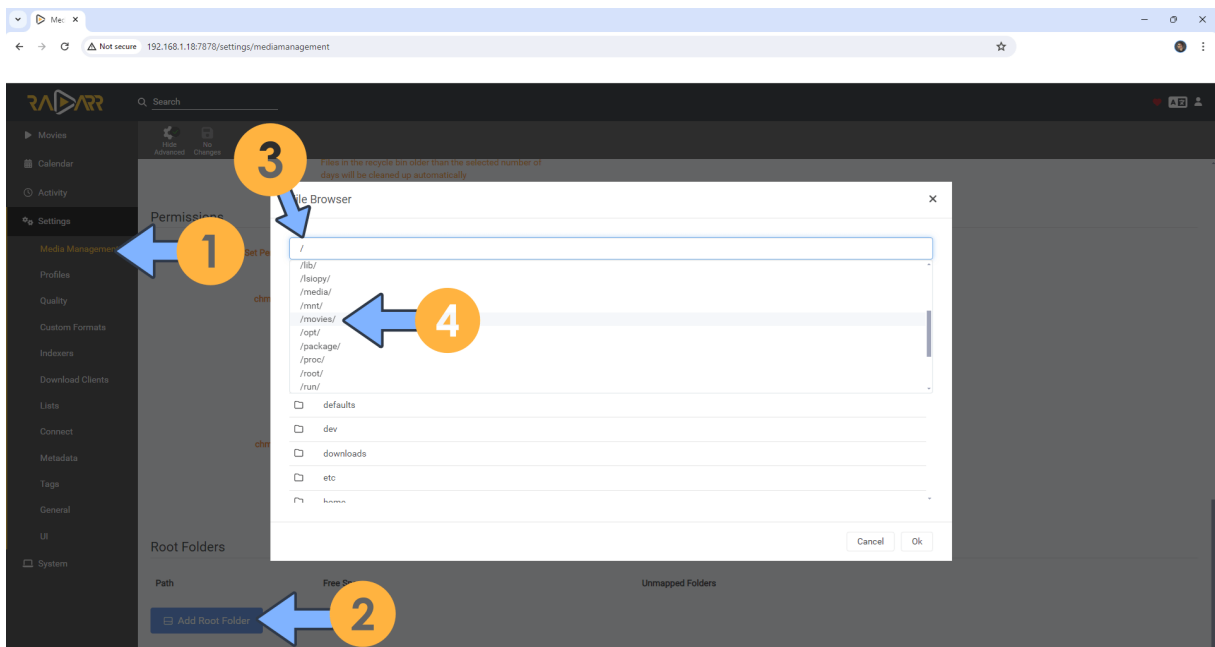 Me:
Not secure 192.168.1.18:7878/settings/mediamanagement
RADARR
Search
Movies
Calendar
Activity
Settings
Media Managemen
Profiles
Quality
Custom Formats
Indexers
Download Clients
Lists
Connect
Metadata
Tags
General
UI
System
Hide Advanced
No Changes
Files in the recycle bin older than the selected number of
days will be cleaned up automatically
Permissions
Set Pe
chm
chm
3
1
File Browser
/
/lib/
/lsiopy/
/media/
/mnt/
/movies/
/opt/
/package/
/proc/
/root/
/run/
4
defaults
dev
downloads
etc
home
Cancel Ok
Root Folders
Path Free Sp Unmapped Folders
Add Root Folder
2